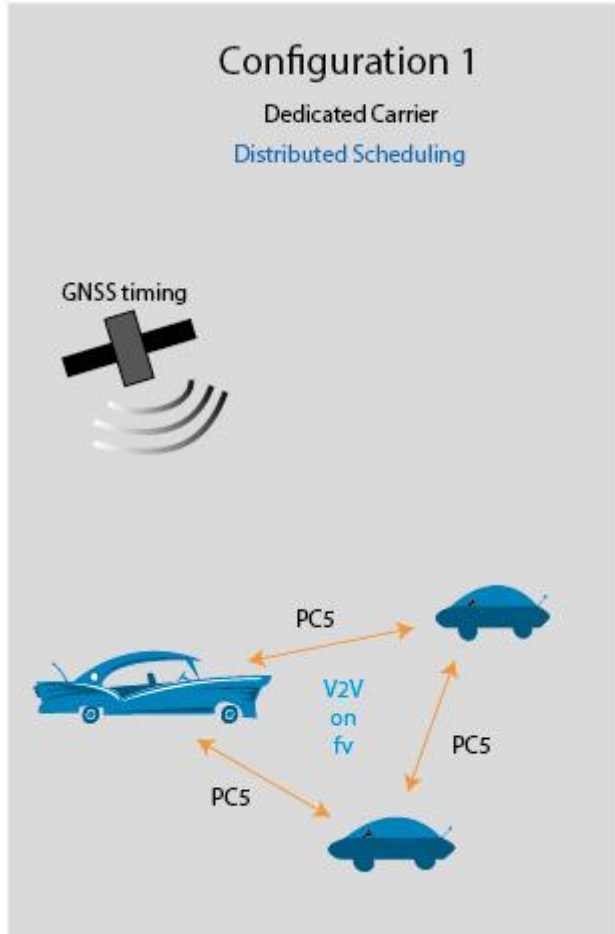 Configuration 1
Dedicated Carrier
Distributed Scheduling
GNSS timing
PC5
V2V
on
fv
PC5
PC5